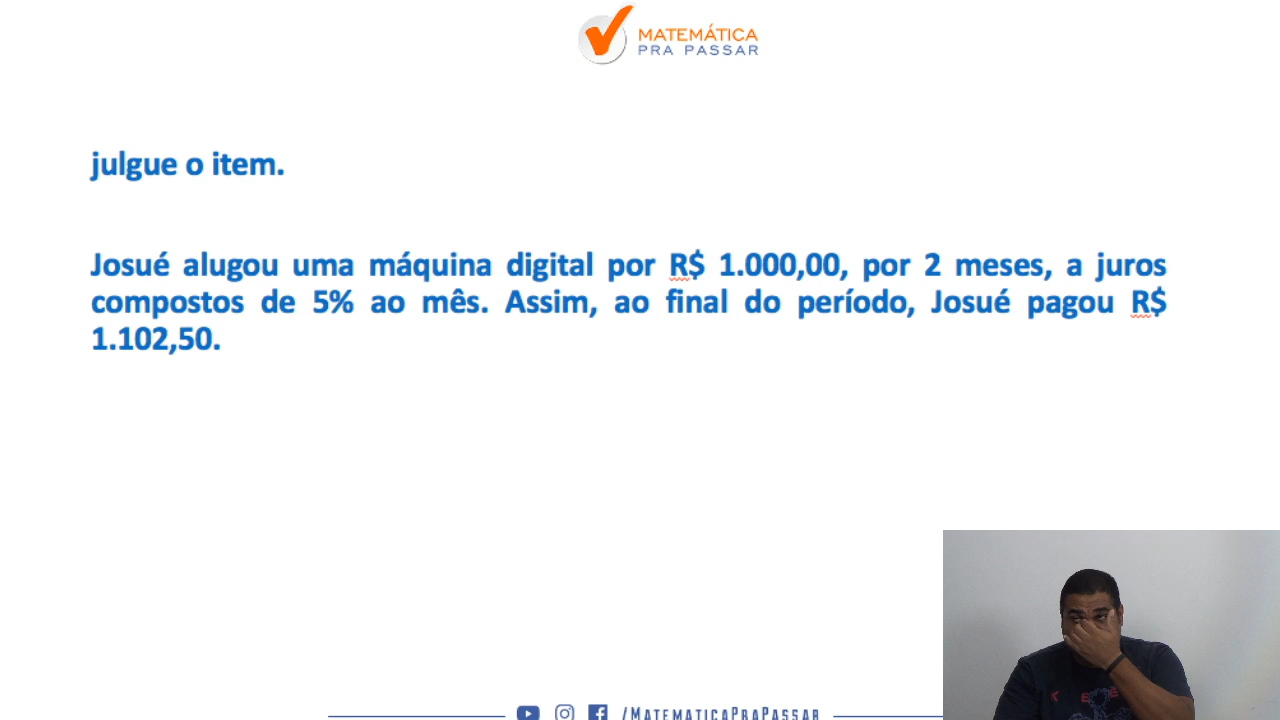 MATEMÁTICA
PRA PASSAR
julgue o item.
Josué alugou uma máquina digital por R$ 1.000,00, por 2 meses, a juros
compostos de 5% ao mês. Assim, ao final do período, Josué pagou R$
1.102,50.
/MATEMATICAPRAPASSAR